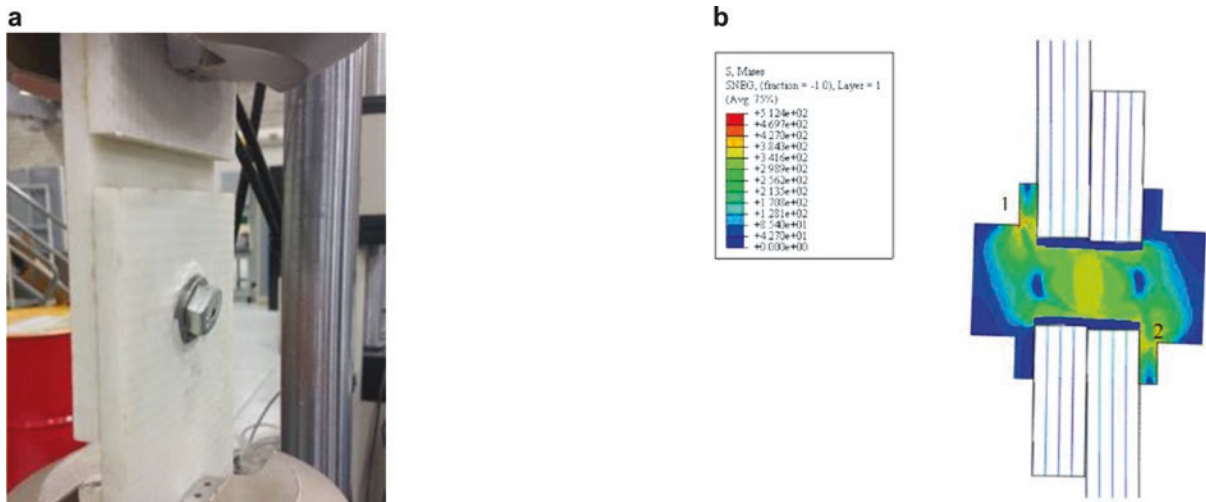 a
b
S, Mises
SNEG, (fraction = -1.0), Layer = 1
(Avg: 75%)
+5.124e+02
+4.697e+02
+4.270e+02
+3.843e+02
+3.416e+02
+2.989e+02
+2.562e+02
+2.135e+02
+1.708e+02
+1.281e+02
+8.540e+01
+4.270e+01
+0.000e+00
1
2